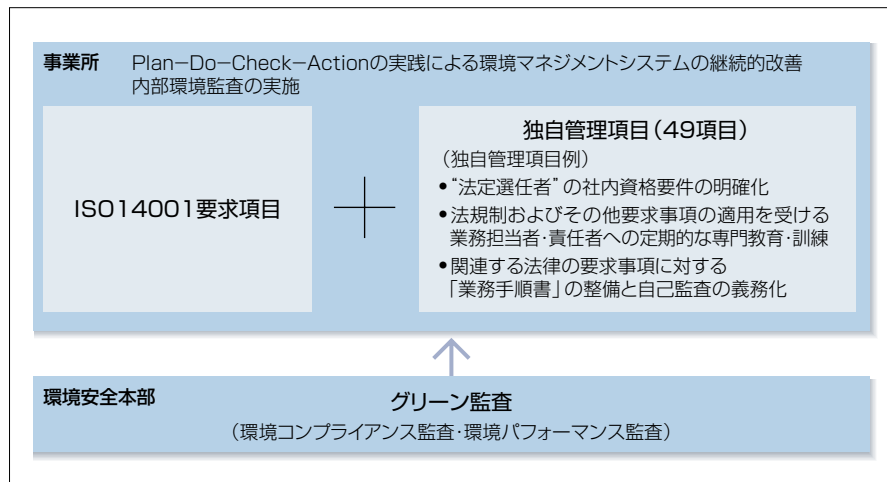 事業所 Plan−Do−Check−Actionの実践による環境マネジメントシステムの継続的改善
内部環境監査の実施
ISO14001要求項目
独自管理項目（49項目）
（独自管理項目例）
●“法定選任者”の社内資格要件の明確化
●法規制およびその他要求事項の適用を受ける
業務担当者・責任者への定期的な専門教育・訓練
●関連する法律の要求事項に対する
「業務手順書」の整備と自己監査の義務化
環境安全本部
グリーン監査
（環境コンプライアンス監査・環境パフォーマンス監査）